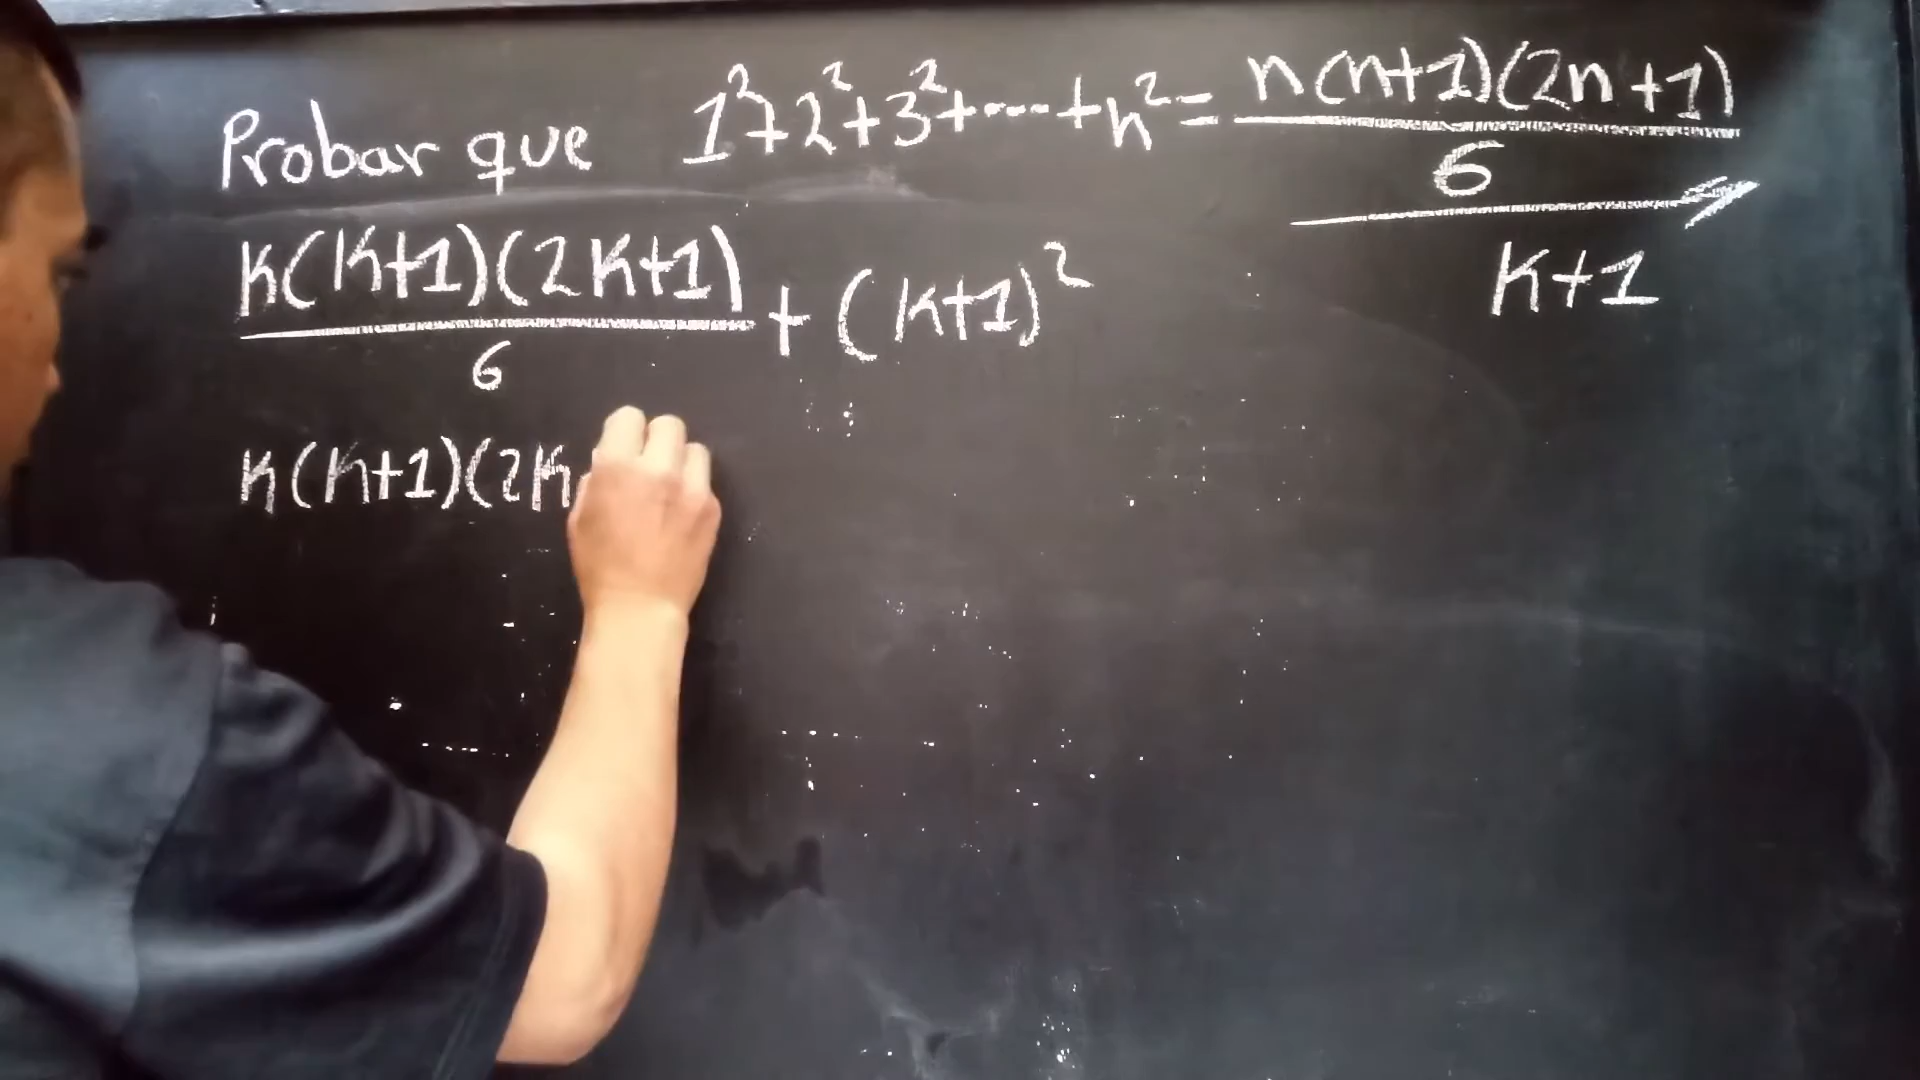 Probar que 1²+2²+3²+----+n² = n(n+1)(2n+1)/6
k(k+1)(2k+1)/6 + (k+1)²
k+1
k(k+1)(2k